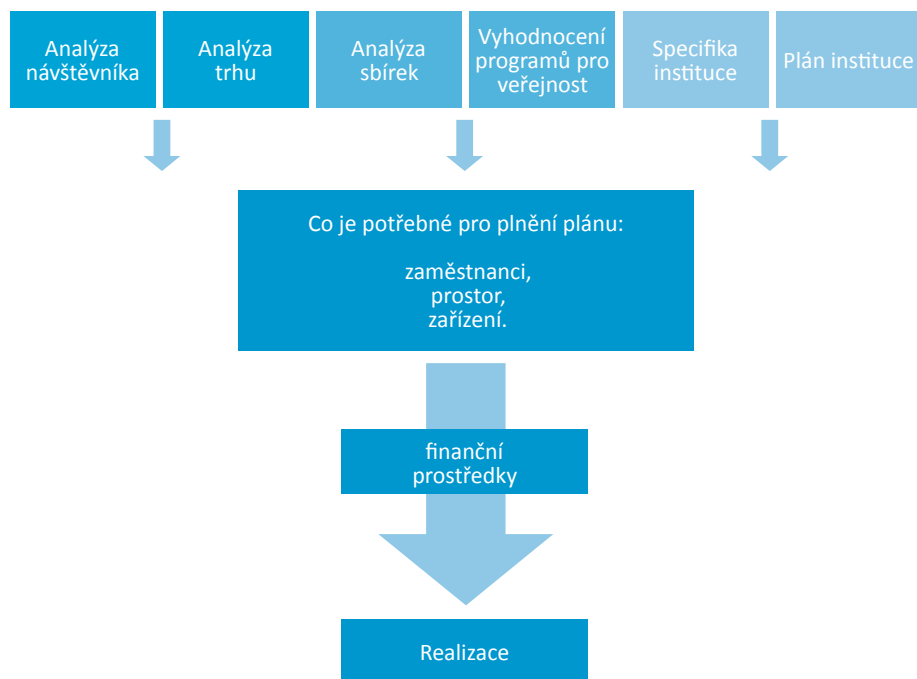 Analýza
návštěvníka
Analýza
trhu
Analýza
sbírek
Vyhodnocení
programů pro
veřejnost
Specifika
instituce
Plán instituce
Co je potřebné pro plnění plánu:
zaměstnanci,
prostor,
zařízení.
finanční
prostředky
Realizace